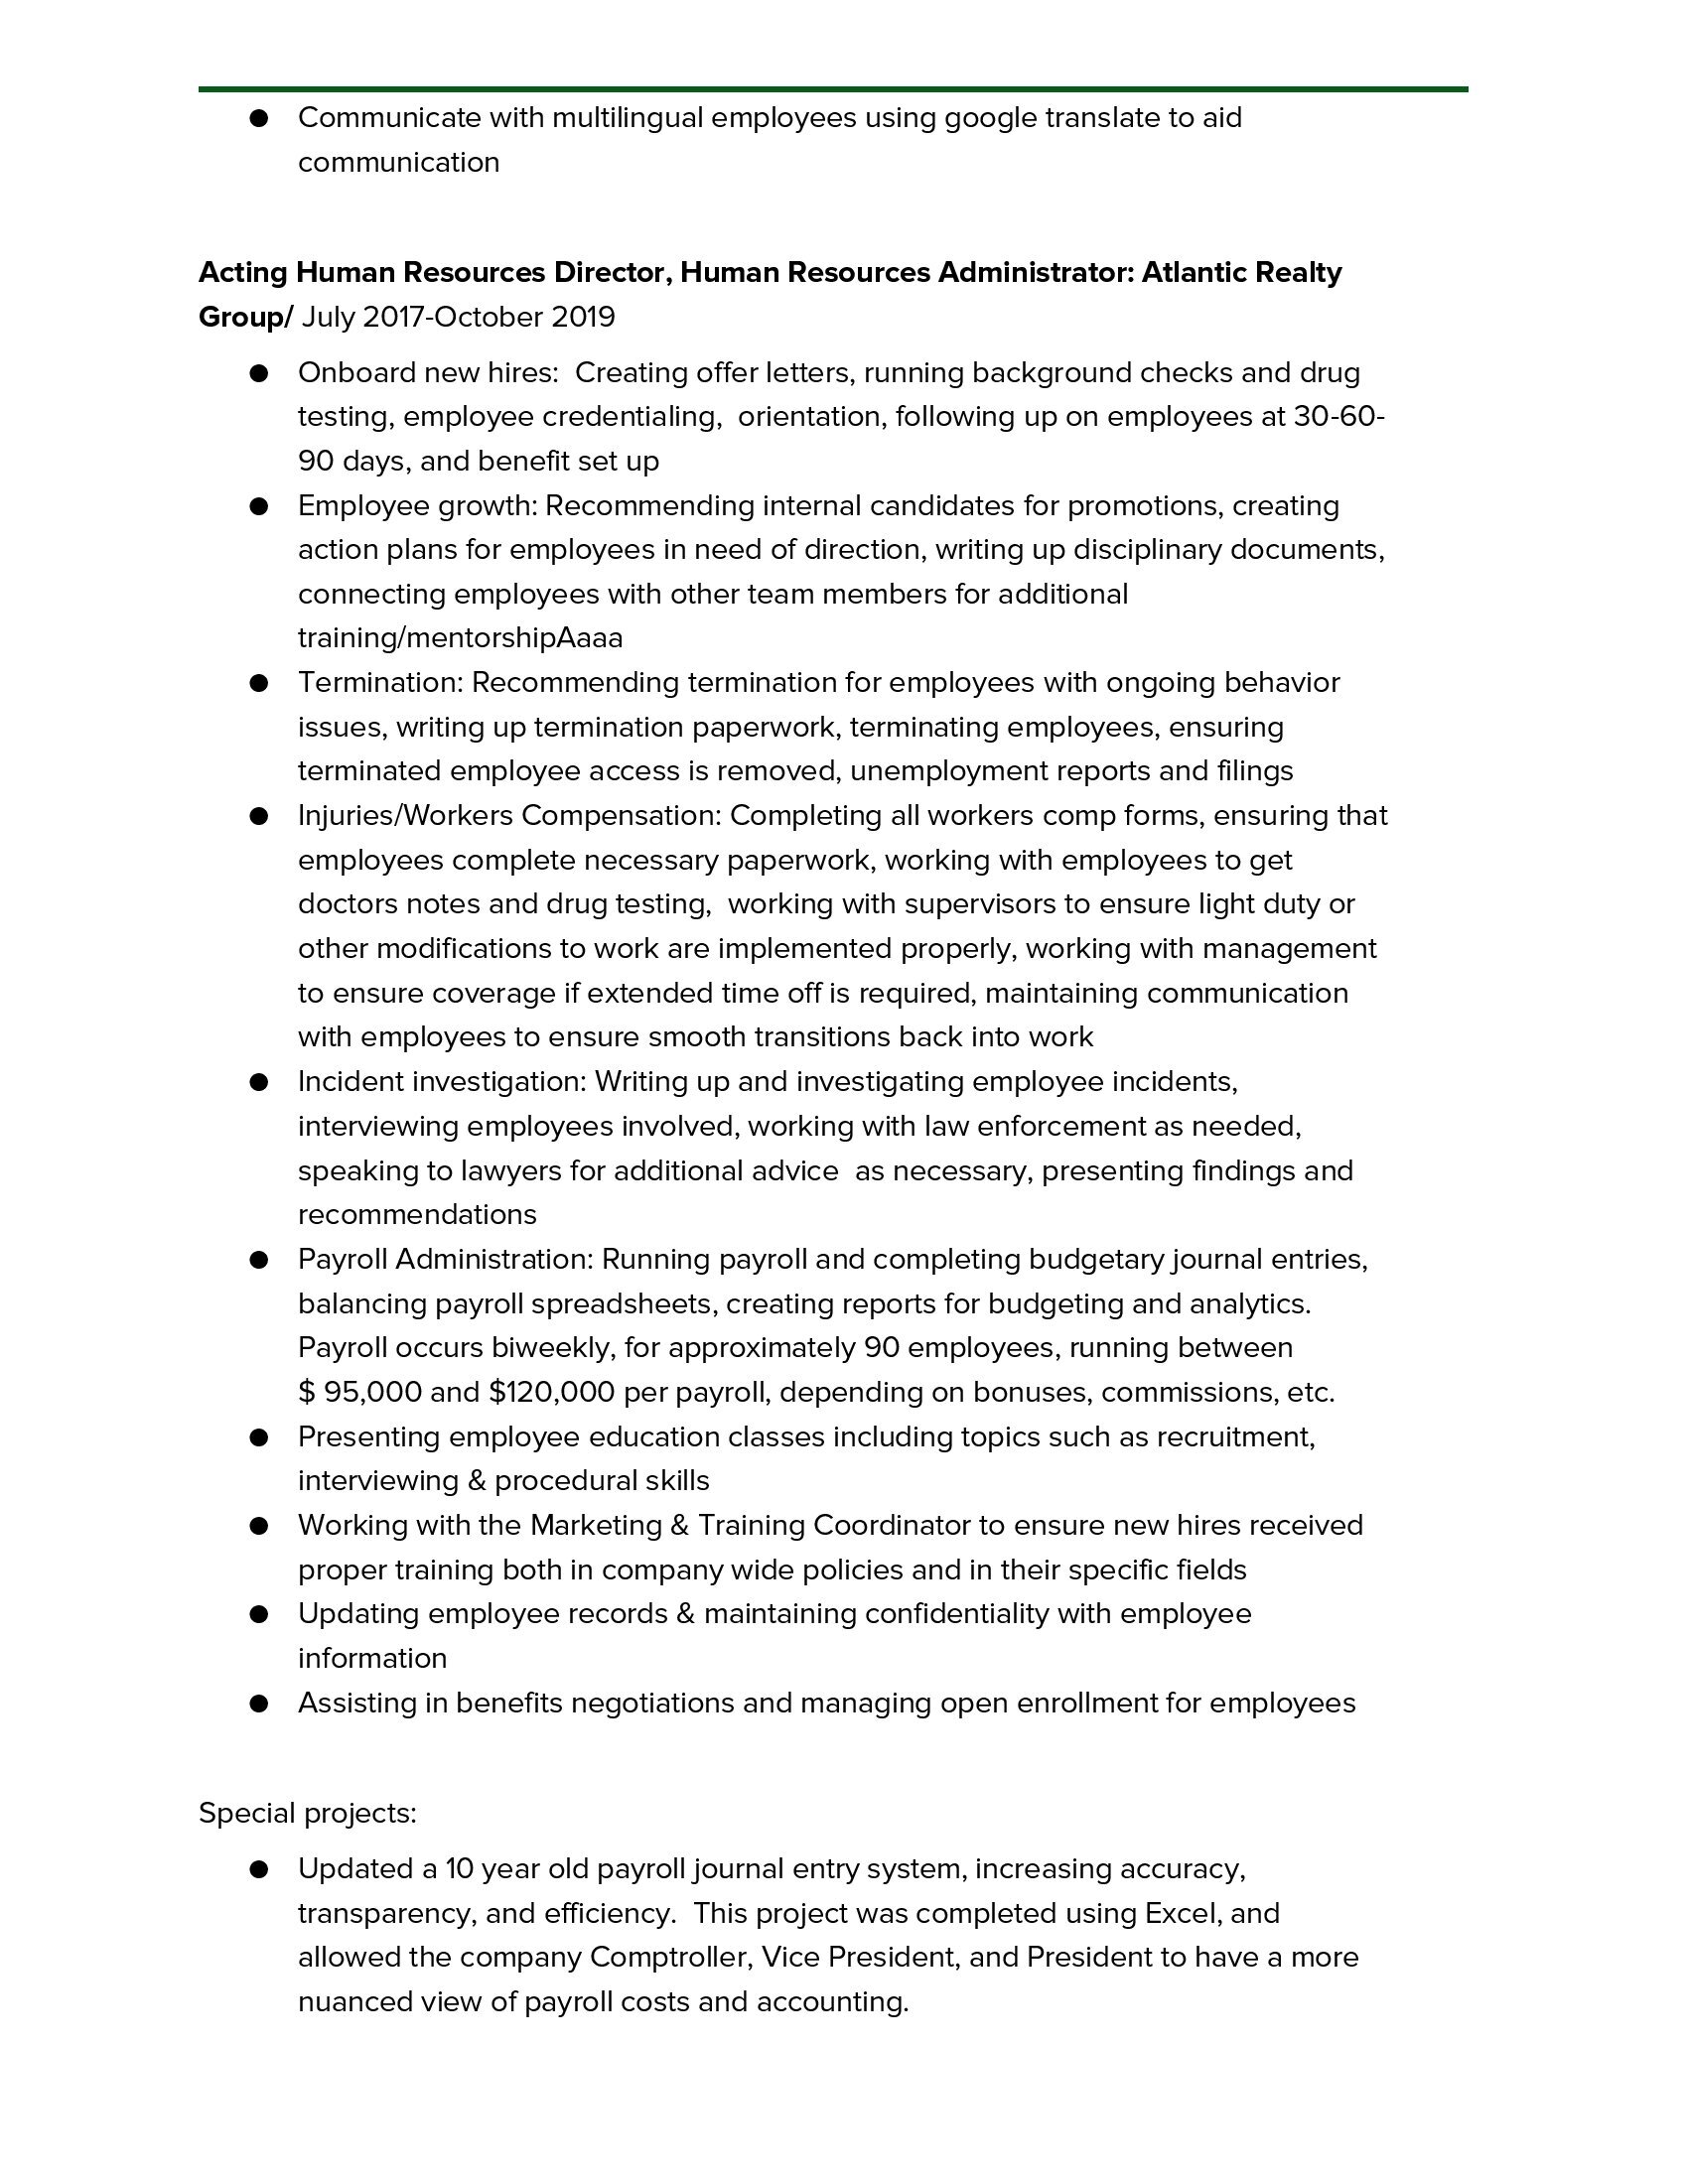 ● Communicate with multilingual employees using google translate to aid
communication
Acting Human Resources Director, Human Resources Administrator: Atlantic Realty
Group/ July 2017-October 2019
● Onboard new hires:  Creating offer letters, running background checks and drug
testing, employee credentialing,  orientation, following up on employees at 30-60-
90 days, and benefit set up
● Employee growth: Recommending internal candidates for promotions, creating
action plans for employees in need of direction, writing up disciplinary documents,
connecting employees with other team members for additional
training/mentorshipAaaa
● Termination: Recommending termination for employees with ongoing behavior
issues, writing up termination paperwork, terminating employees, ensuring
terminated employee access is removed, unemployment reports and filings
● Injuries/Workers Compensation: Completing all workers comp forms, ensuring that
employees complete necessary paperwork, working with employees to get
doctors notes and drug testing,  working with supervisors to ensure light duty or
other modifications to work are implemented properly, working with management
to ensure coverage if extended time off is required, maintaining communication
with employees to ensure smooth transitions back into work
● Incident investigation: Writing up and investigating employee incidents,
interviewing employees involved, working with law enforcement as needed,
speaking to lawyers for additional advice  as necessary, presenting findings and
recommendations
● Payroll Administration: Running payroll and completing budgetary journal entries,
balancing payroll spreadsheets, creating reports for budgeting and analytics.
Payroll occurs biweekly, for approximately 90 employees, running between
$ 95,000 and $120,000 per payroll, depending on bonuses, commissions, etc.
● Presenting employee education classes including topics such as recruitment,
interviewing & procedural skills
● Working with the Marketing & Training Coordinator to ensure new hires received
proper training both in company wide policies and in their specific fields
● Updating employee records & maintaining confidentiality with employee
information
● Assisting in benefits negotiations and managing open enrollment for employees
Special projects:
● Updated a 10 year old payroll journal entry system, increasing accuracy,
transparency, and efficiency.  This project was completed using Excel, and
allowed the company Comptroller, Vice President, and President to have a more
nuanced view of payroll costs and accounting.